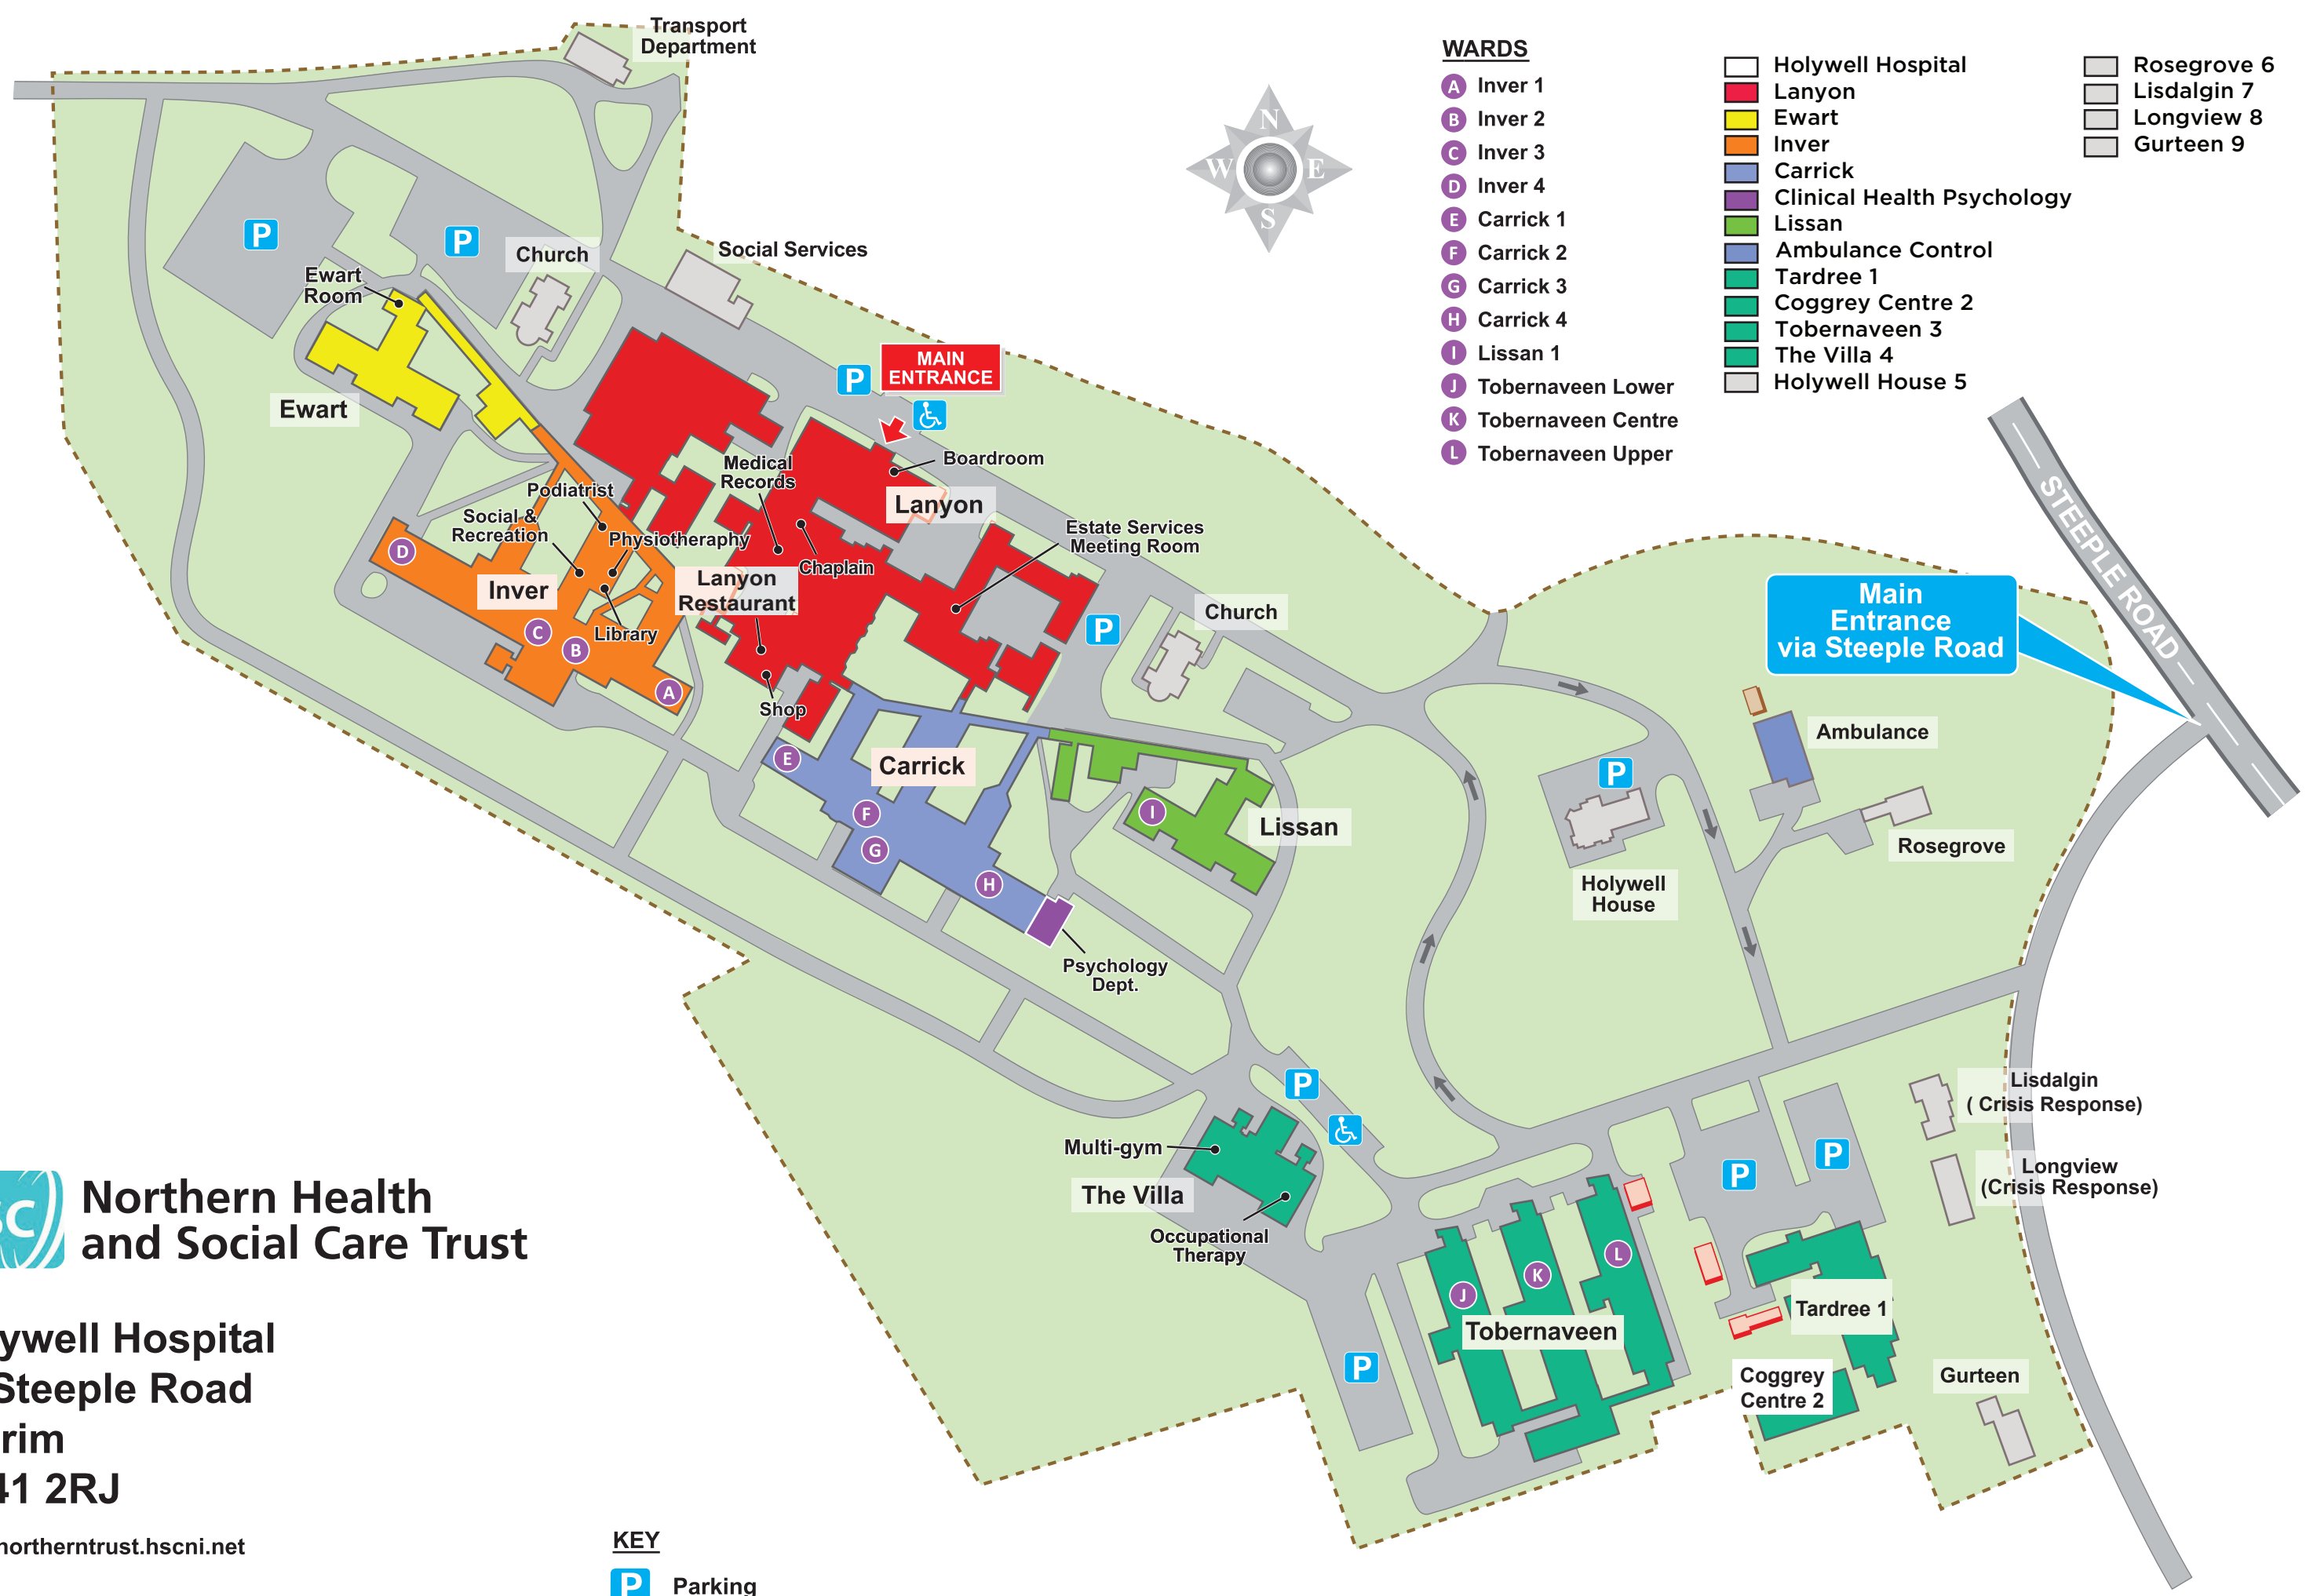 Transport
Department
N
W
E
S
WARDS
A Inver 1
B Inver 2
C Inver 3
D Inver 4
E Carrick 1
F Carrick 2
G Carrick 3
H Carrick 4
I Lissan 1
J Tobernaveen Lower
K Tobernaveen Centre
L Tobernaveen Upper
Holywell Hospital
Lanyon
Ewart
Inver
Carrick
Clinical Health Psychology
Lissan
Ambulance Control
Tardree 1
Coggrey Centre 2
Tobernaveen 3
The Villa 4
Holywell House 5
Rosegrove 6
Lisdalgin 7
Longview 8
Gurteen 9
P
P
Church
Social Services
Ewart
Room
Ewart
P
MAIN
ENTRANCE
Boardroom
Medical
Records
Lanyon
Podiatrist
Social &
Recreation
Physiotheraphy
Chaplain
Estate Services
Meeting Room
D
Inver
Lanyon
Restaurant
C
B
Library
A
Shop
P
Church
STEEPLE ROAD
Main
Entrance
via Steeple Road
E
Carrick
F
G
H
I
Lissan
P
Holywell
House
Ambulance
Rosegrove
Psychology
Dept.
P
Multi-gym
The Villa
Occupational
Therapy
P
P
Lisdalgin
( Crisis Response)
Longview
(Crisis Response)
J
K
L
Tobernaveen
P
Tardree 1
Coggrey
Centre 2
Gurteen
sc
Northern Health
and Social Care Trust
ywell Hospital
Steeple Road
rim
41 2RJ
northerntrust.hscni.net
KEY
P Parking